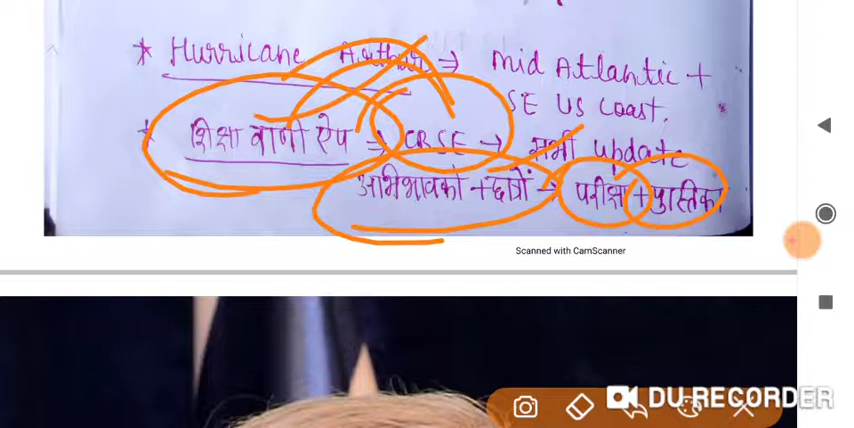 * Hurricane Arthur → Mid Atlantic +
SE US Coast.
* शिक्षा वाणी ऐप ⇒ CBSE → सभी update
अभिभावकों + छात्रों → परीक्षा + पुस्तिका
Scanned with CamScanner
DU RECORDER